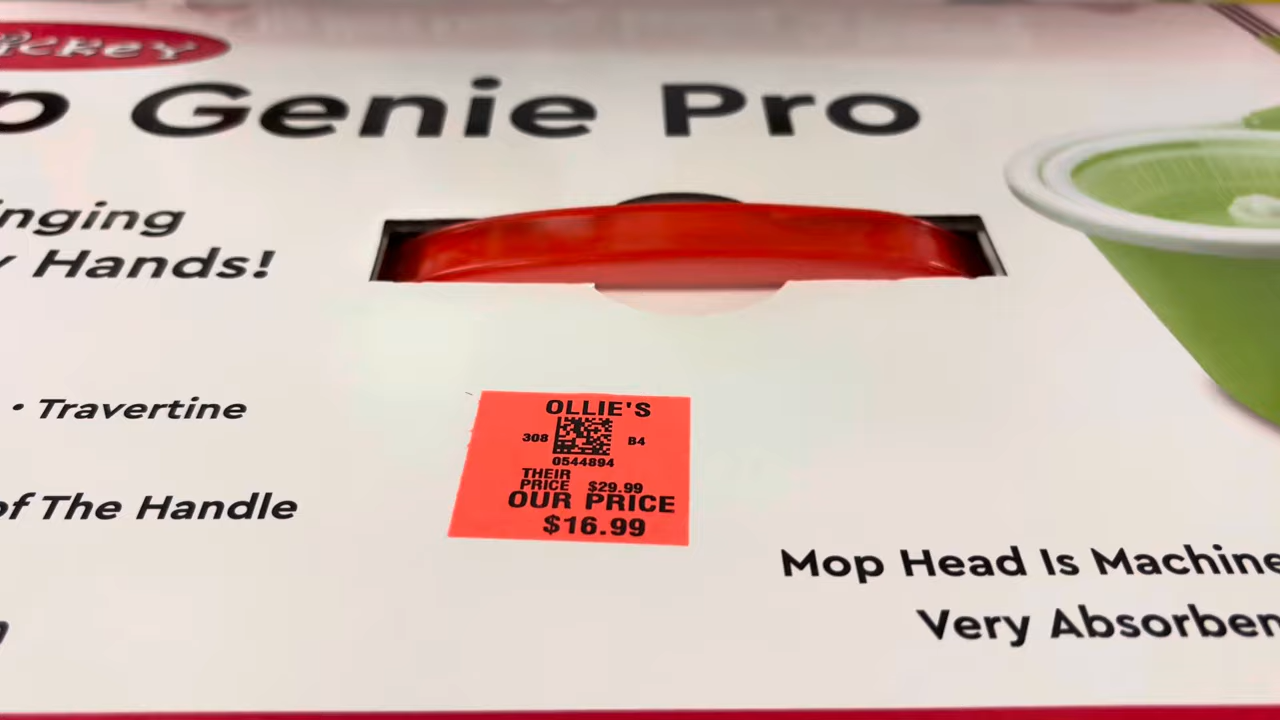 ickey
p Genie Pro
inging
y Hands!
• Travertine
of The Handle
OLLIE'S
308 B4
0544894
THEIR
PRICE $29.99
OUR PRICE
$16.99
Mop Head Is Machine
Very Absorben